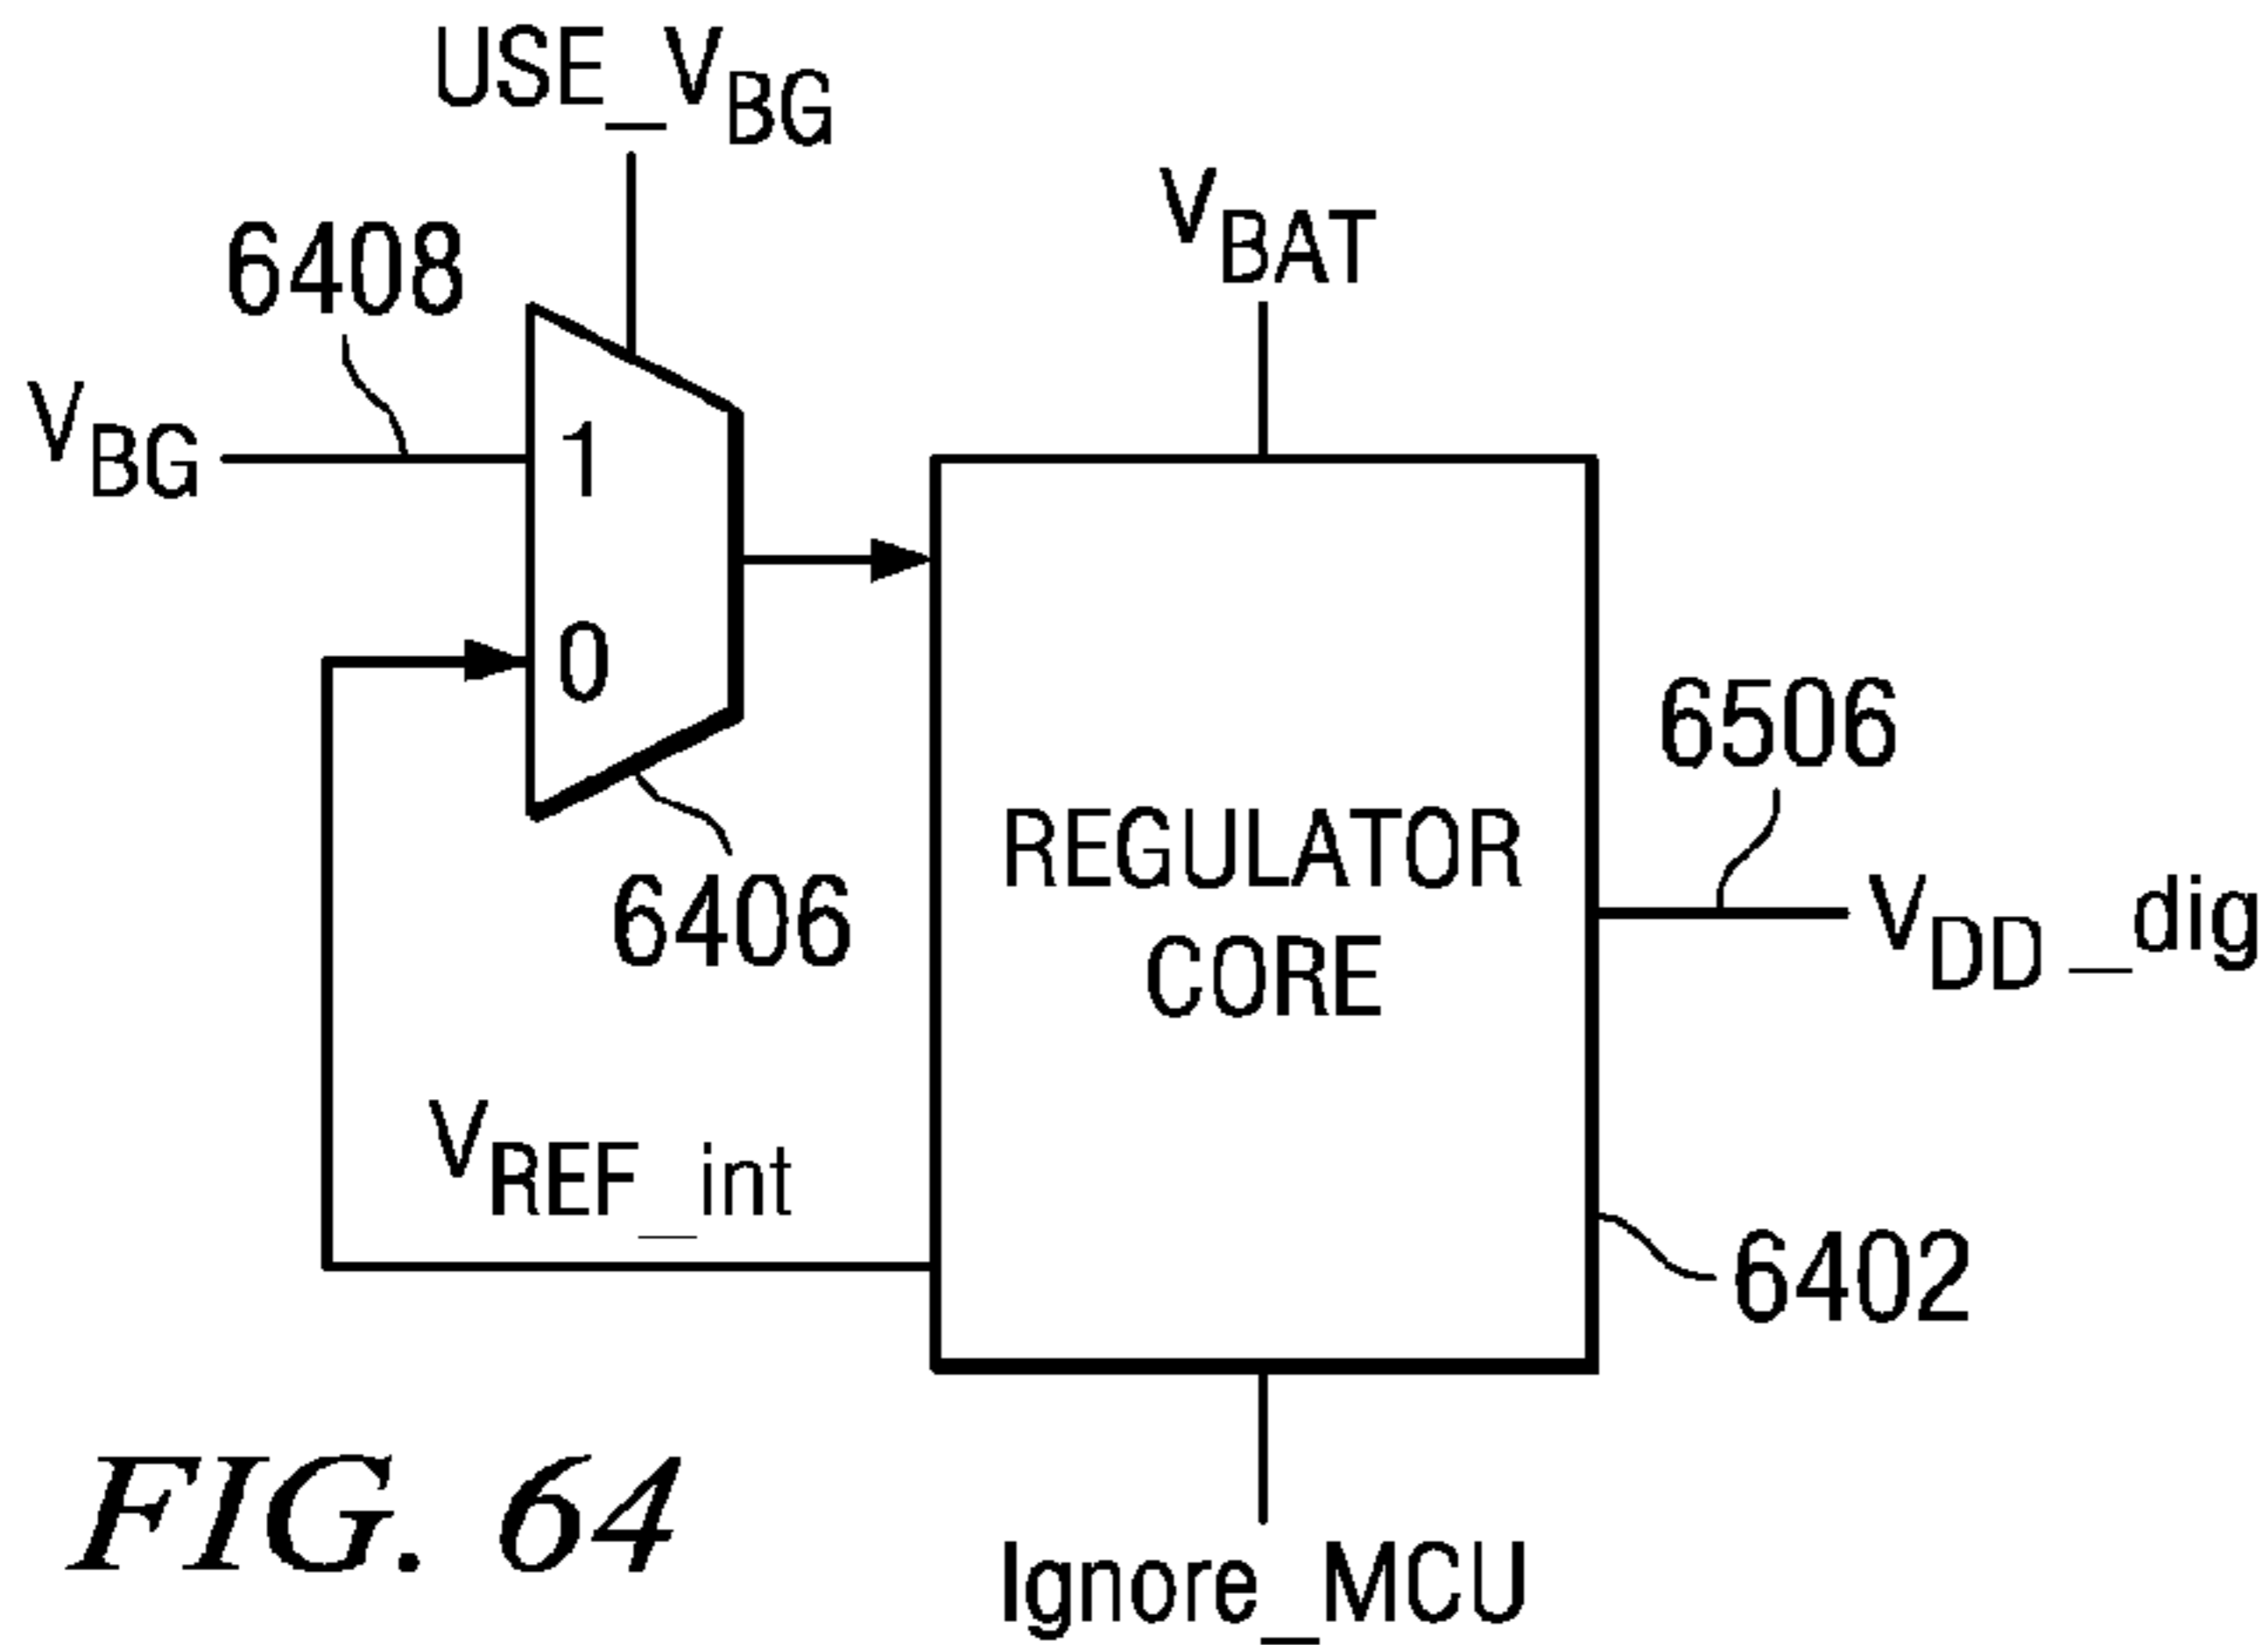 USE_VBG
VBAT
6408
VBG
1
0
6506
REGULATOR
CORE
6406
VDD_dig
VREF_int
6402
FIG. 64
Ignore_MCU